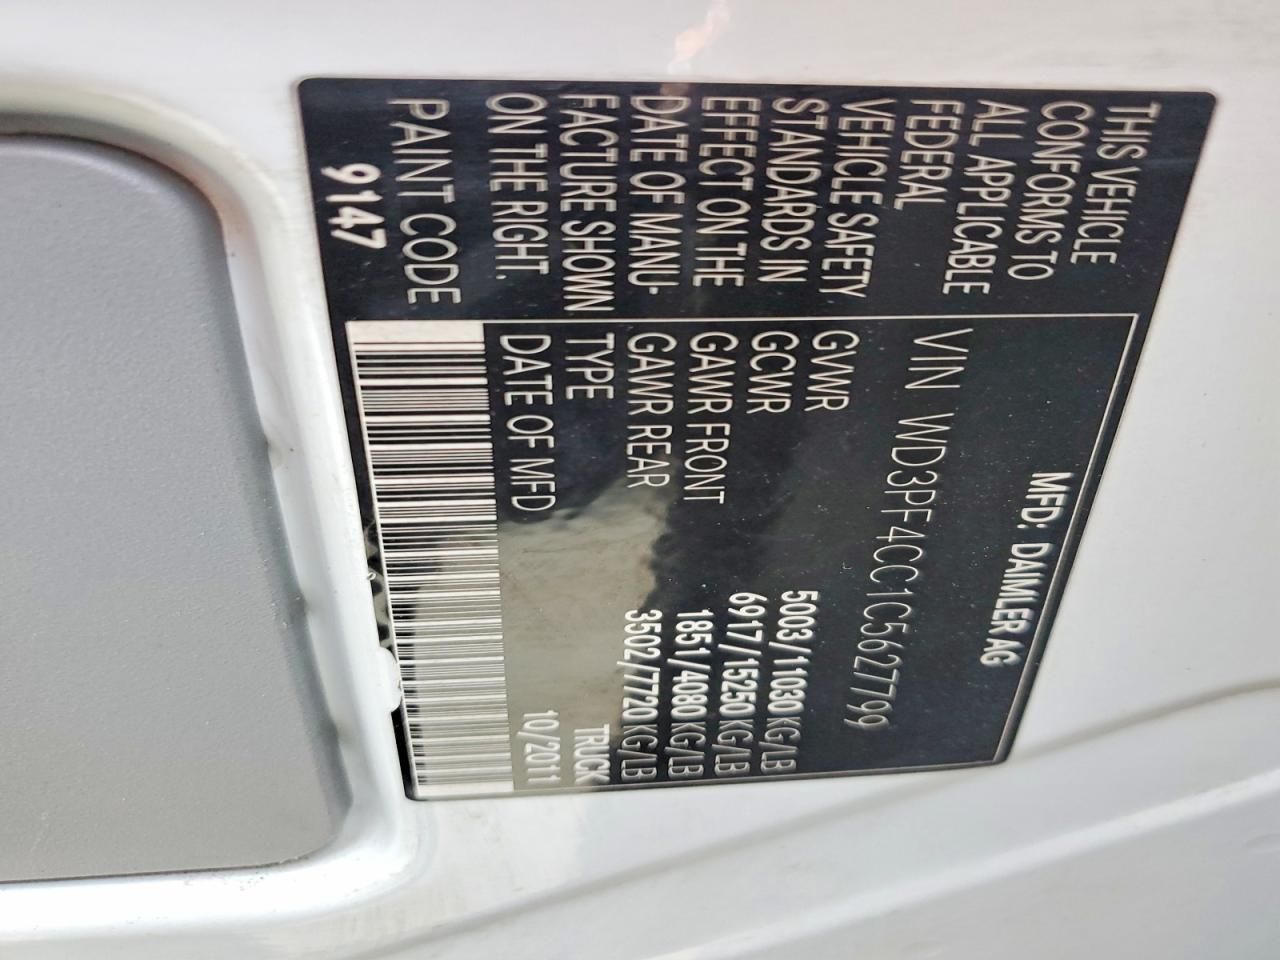 THIS VEHICLE
CONFORMS TO
ALL APPLICABLE
FEDERAL
VEHICLE SAFETY
STANDARDS IN
EFFECT ON THE
DATE OF MANU-
FACTURE SHOWN
ON THE RIGHT.
PAINT CODE
9147
MFD: DAIMLER AG
VIN WD3PF4CC1C5627799
GVWR 5003/11030 KG/LB
GCWR 6917/15250 KG/LB
GAWR FRONT 1851/4080 KG/LB
GAWR REAR 3502/7720 KG/LB
TYPE TRUCK
DATE OF MFD 10/2011